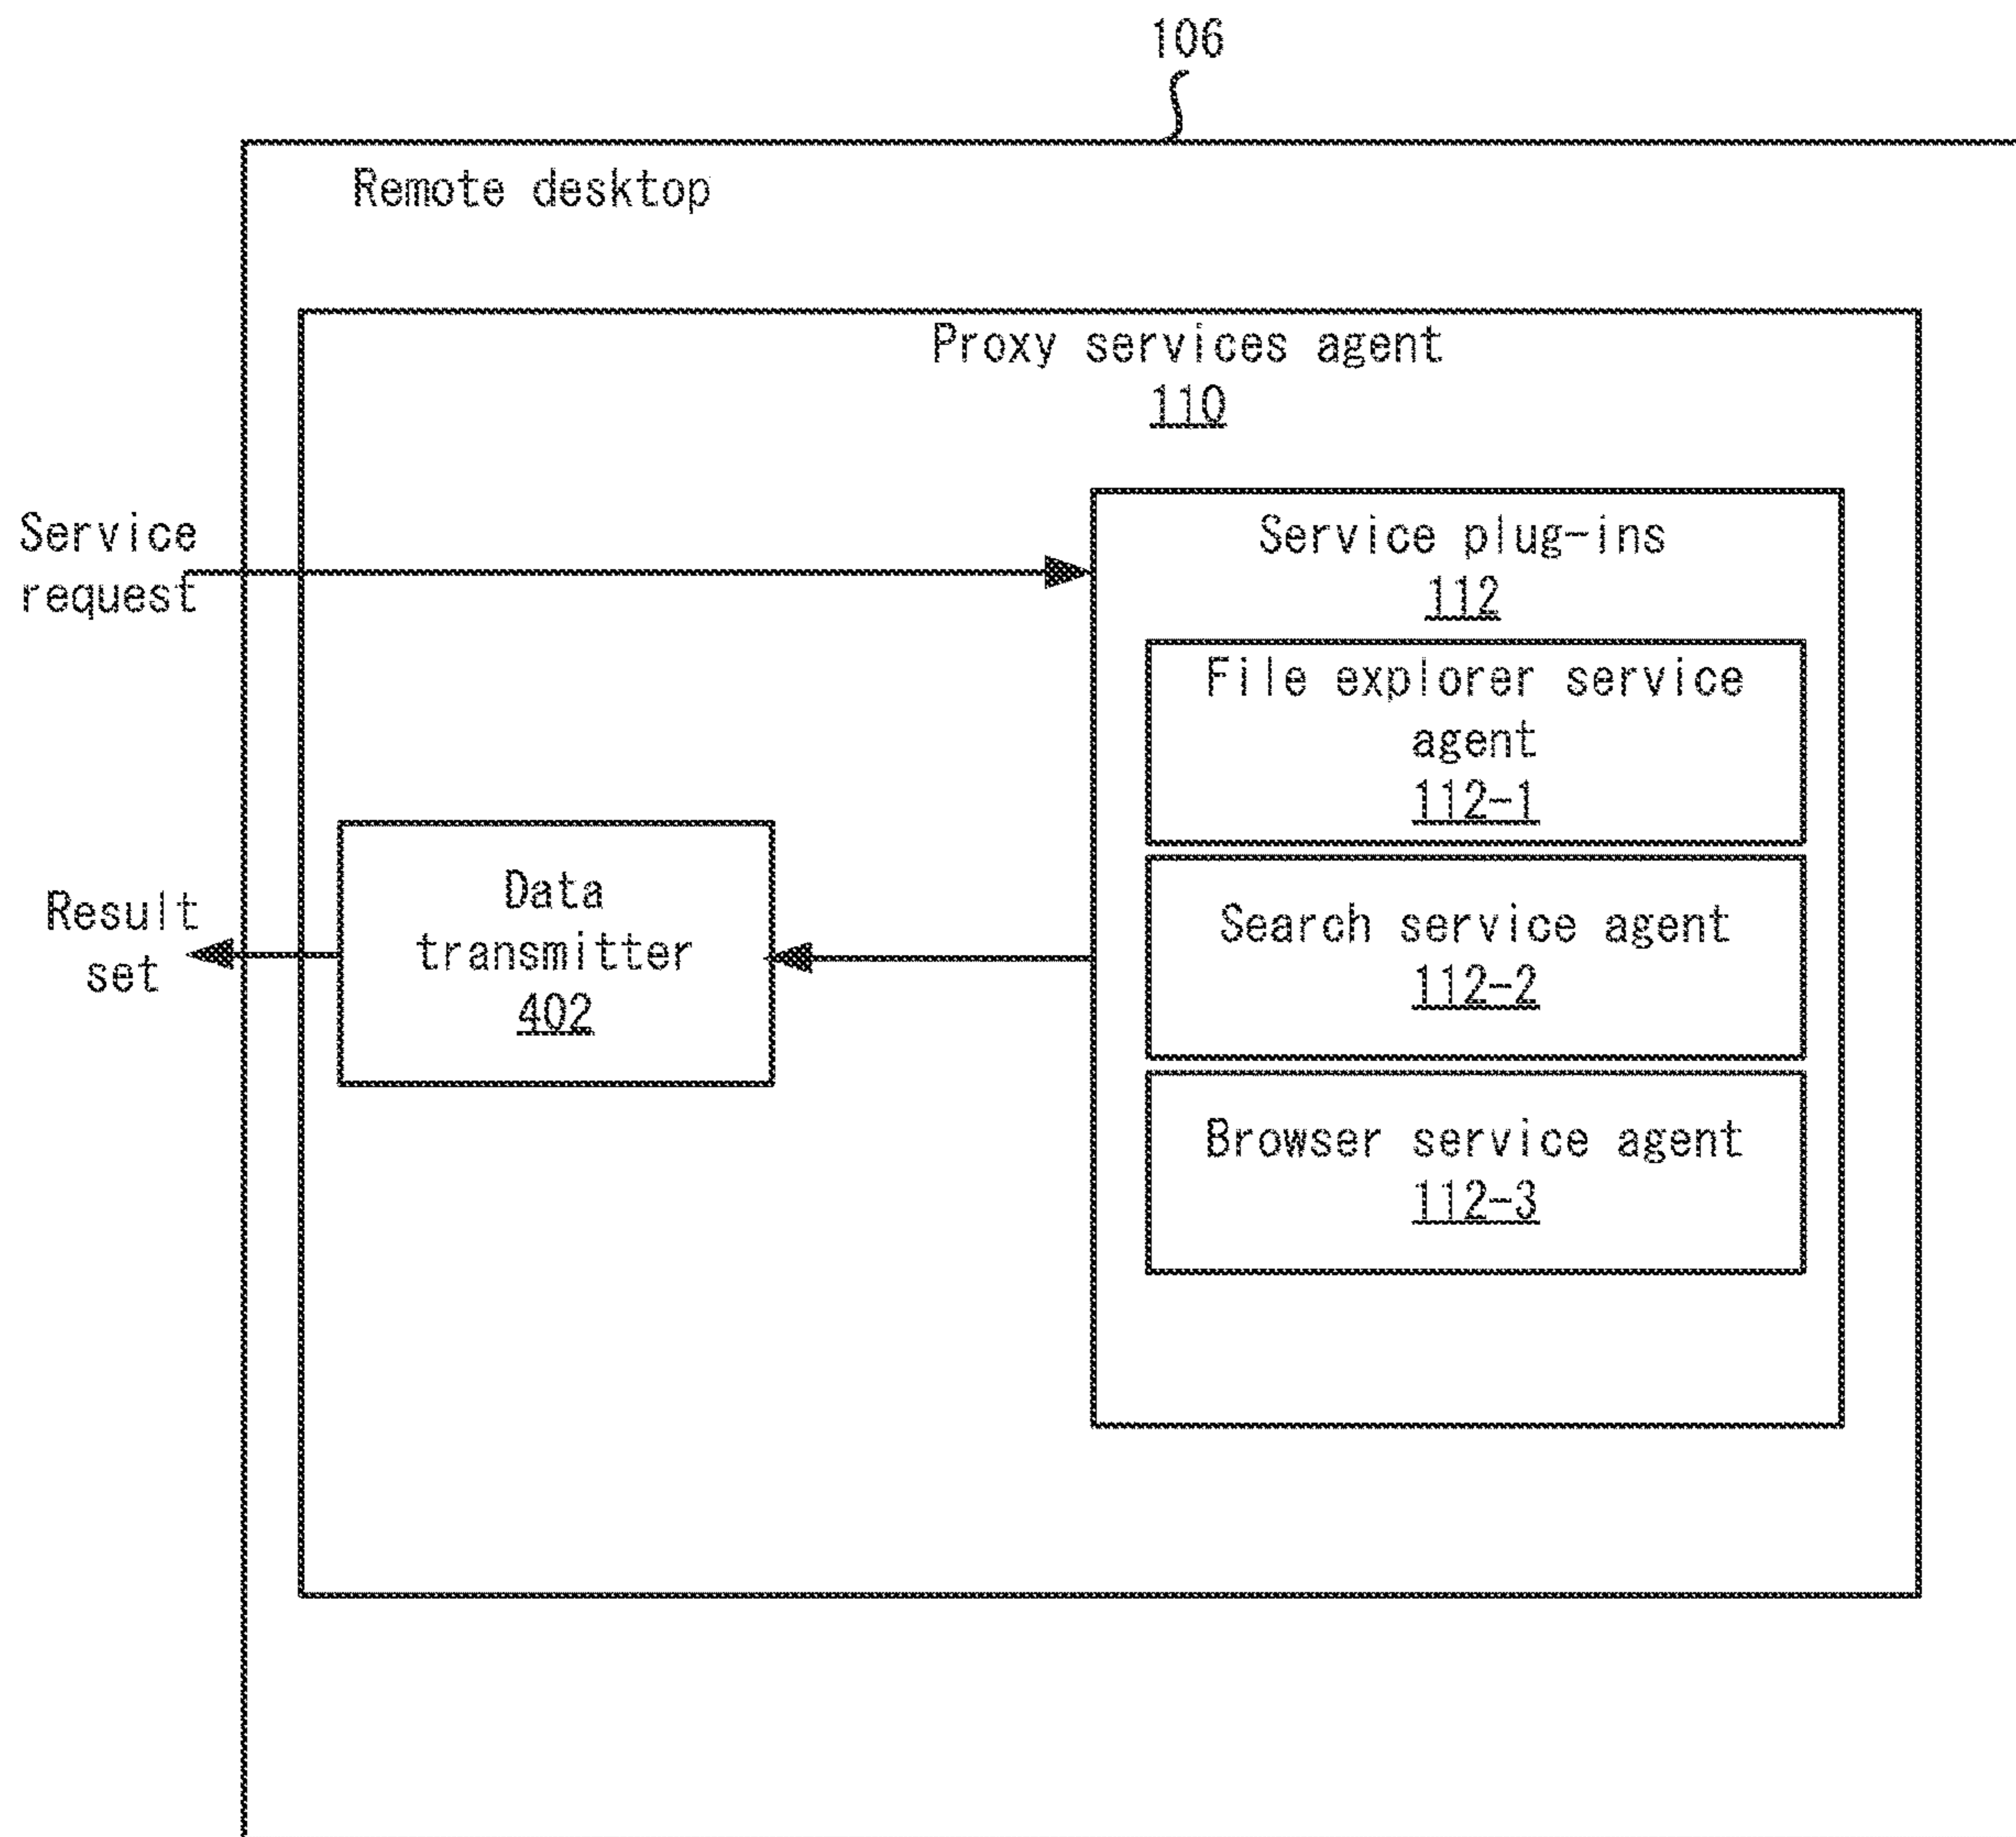 106
Remote desktop
Proxy services agent
110
Service
request
Service plug-ins
112
File explorer service
agent
112-1
Data
transmitter
402
Result
set
Search service agent
112-2
Browser service agent
112-3